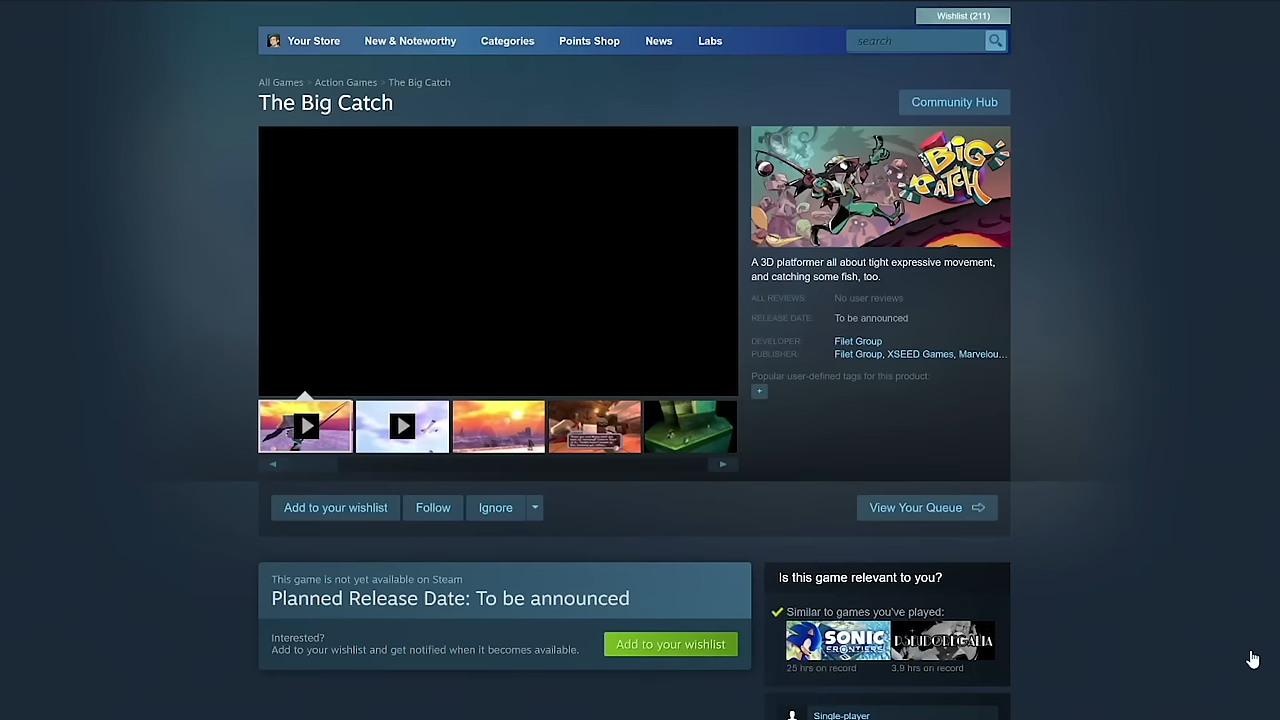 Wishlist (211)
Your Store New & Noteworthy Categories Points Shop News Labs
search
All Games > Action Games > The Big Catch
The Big Catch
Community Hub
THE BIG CATCH
A 3D platformer all about tight expressive movement,
and catching some fish, too.
ALL REVIEWS: No user reviews
RELEASE DATE: To be announced
DEVELOPER: Filet Group
PUBLISHER: Filet Group, XSEED Games, Marvelou...
Popular user-defined tags for this product:
+
Add to your wishlist Follow Ignore
View Your Queue
This game is not yet available on Steam
Planned Release Date: To be announced
Interested?
Add to your wishlist and get notified when it becomes available.
Add to your wishlist
Is this game relevant to you?
Similar to games you've played:
SONIC FRONTIERS
PSEUDOREGALIA
25 hrs on record 3.9 hrs on record
Single-player